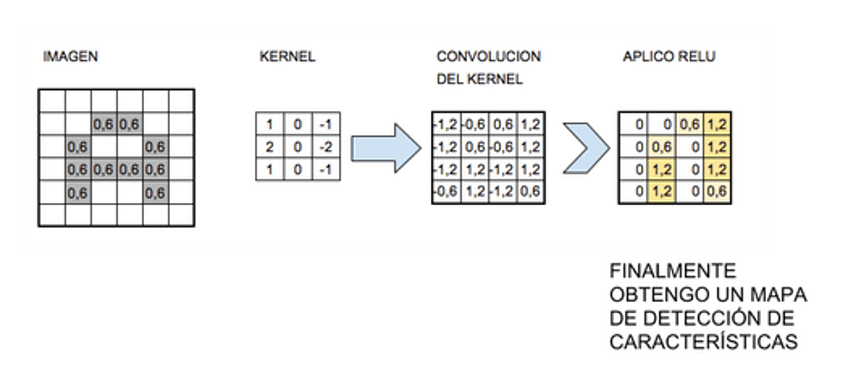 IMAGEN
KERNEL
CONVOLUCION
DEL KERNEL
APLICO RELU
0,6 0,6
0,6 0,6
0,6 0,6 0,6 0,6
0,6 0,6
1 0 -1
2 0 -2
1 0 -1
-1,2 -0,6 0,6 1,2
-1,2 0,6 -0,6 1,2
-1,2 1,2 -1,2 1,2
-0,6 1,2 -1,2 0,6
0 0 0,6 1,2
0 0,6 0 1,2
0 1,2 0 1,2
0 1,2 0 0,6
FINALMENTE
OBTENGO UN MAPA
DE DETECCIÓN DE
CARACTERÍSTICAS